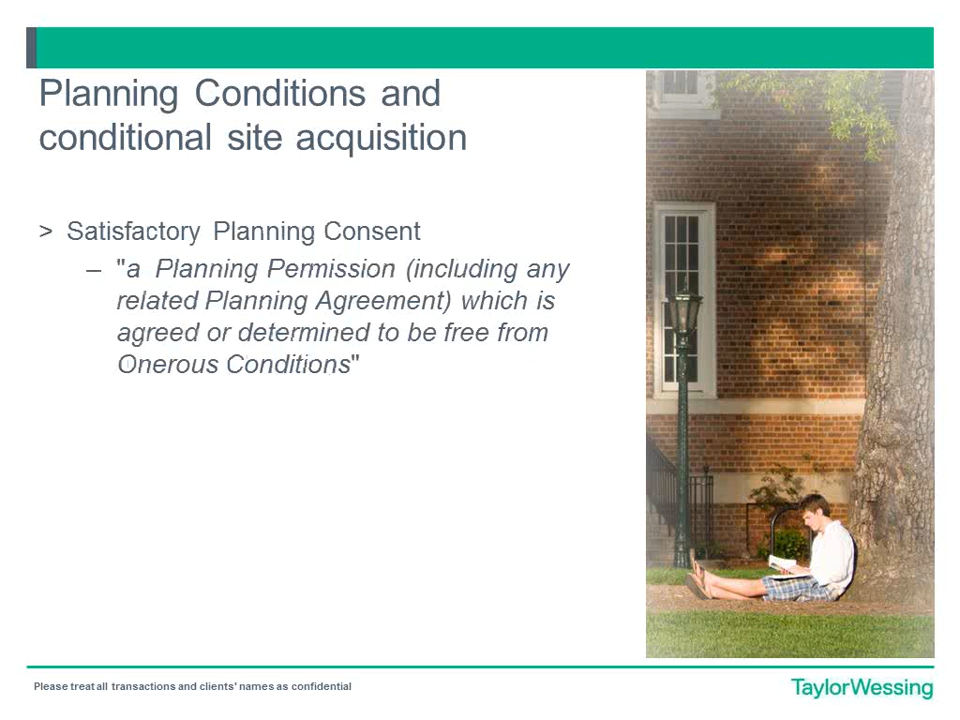 Planning Conditions and
conditional site acquisition
> Satisfactory Planning Consent
– "a Planning Permission (including any
related Planning Agreement) which is
agreed or determined to be free from
Onerous Conditions"
Please treat all transactions and clients' names as confidential
TaylorWessing